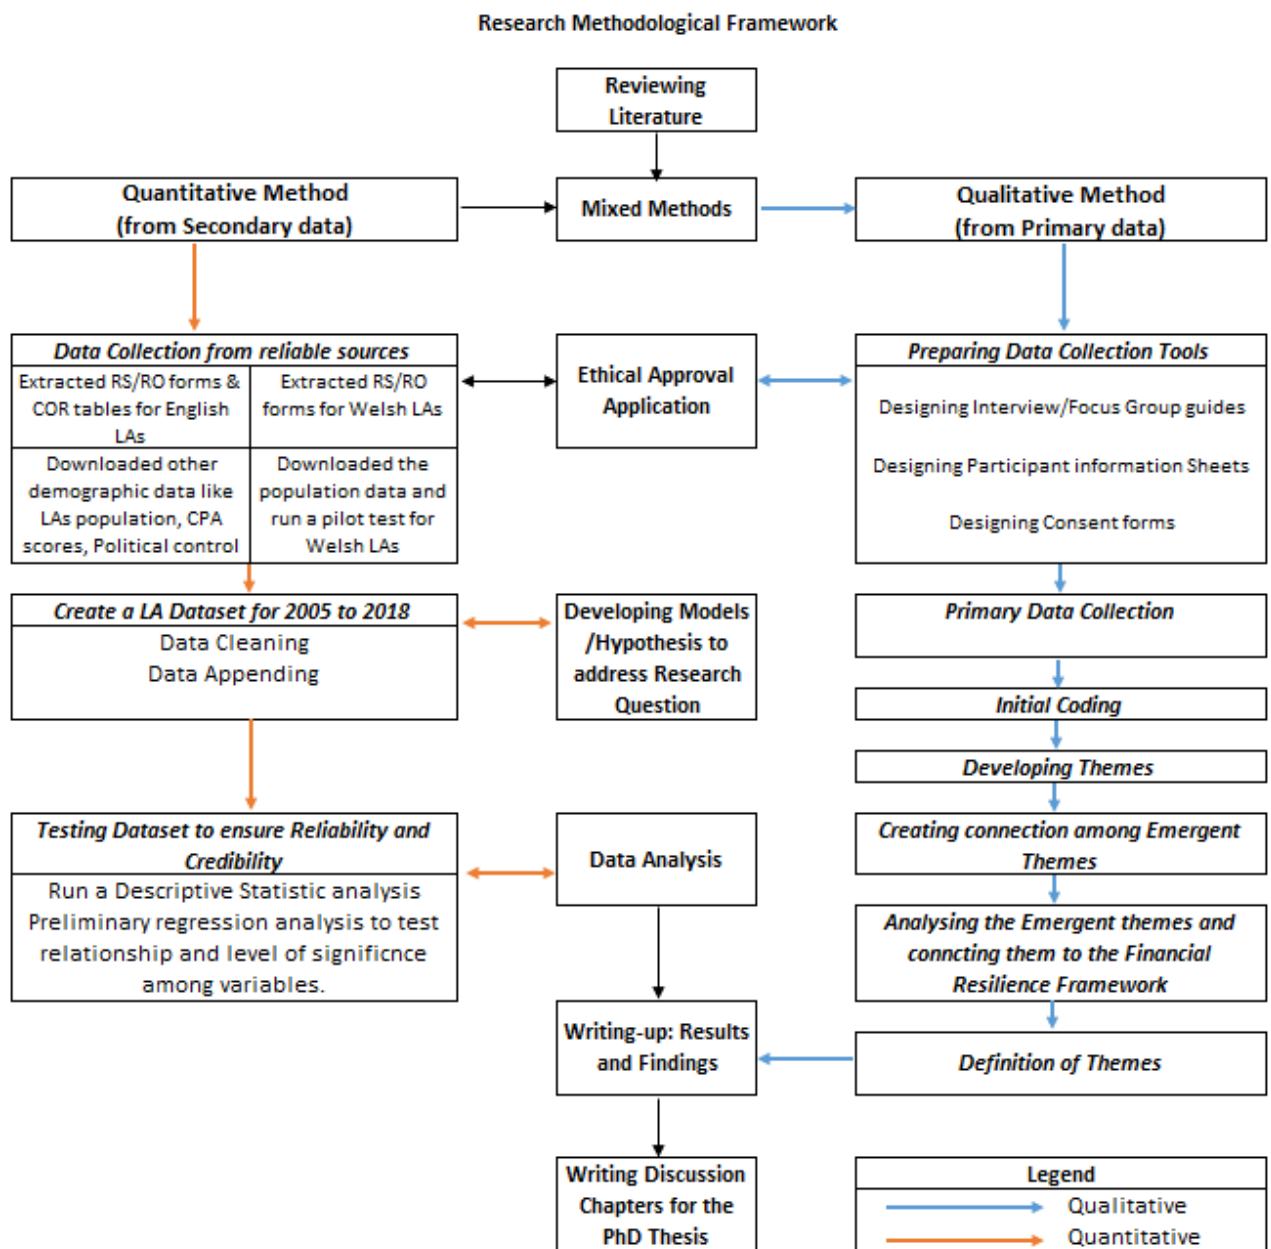 Research Methodological Framework
Reviewing
Literature
Quantitative Method
(from Secondary data)
Mixed Methods
Qualitative Method
(from Primary data)
Data Collection from reliable sources
Extracted RS/RO forms &
COR tables for English
LAs
Extracted RS/RO
forms for Welsh LAs
Downloaded other
demographic data like
LAs population, CPA
scores, Political control
Downloaded the
population data and
run a pilot test for
Welsh LAs
Ethical Approval
Application
Preparing Data Collection Tools
Designing Interview/Focus Group guides
Designing Participant information Sheets
Designing Consent forms
Create a LA Dataset for 2005 to 2018
Data Cleaning
Data Appending
Developing Models
/Hypothesis to
address Research
Question
Primary Data Collection
Initial Coding
Developing Themes
Testing Dataset to ensure Reliability and
Credibility
Run a Descriptive Statistic analysis
Preliminary regression analysis to test
relationship and level of significnce
among variables.
Data Analysis
Creating connection among Emergent
Themes
Analysing the Emergent themes and
conncting them to the Financial
Resilience Framework
Writing-up: Results
and Findings
Definition of Themes
Writing Discussion
Chapters for the
PhD Thesis
Legend
Qualitative
Quantitative